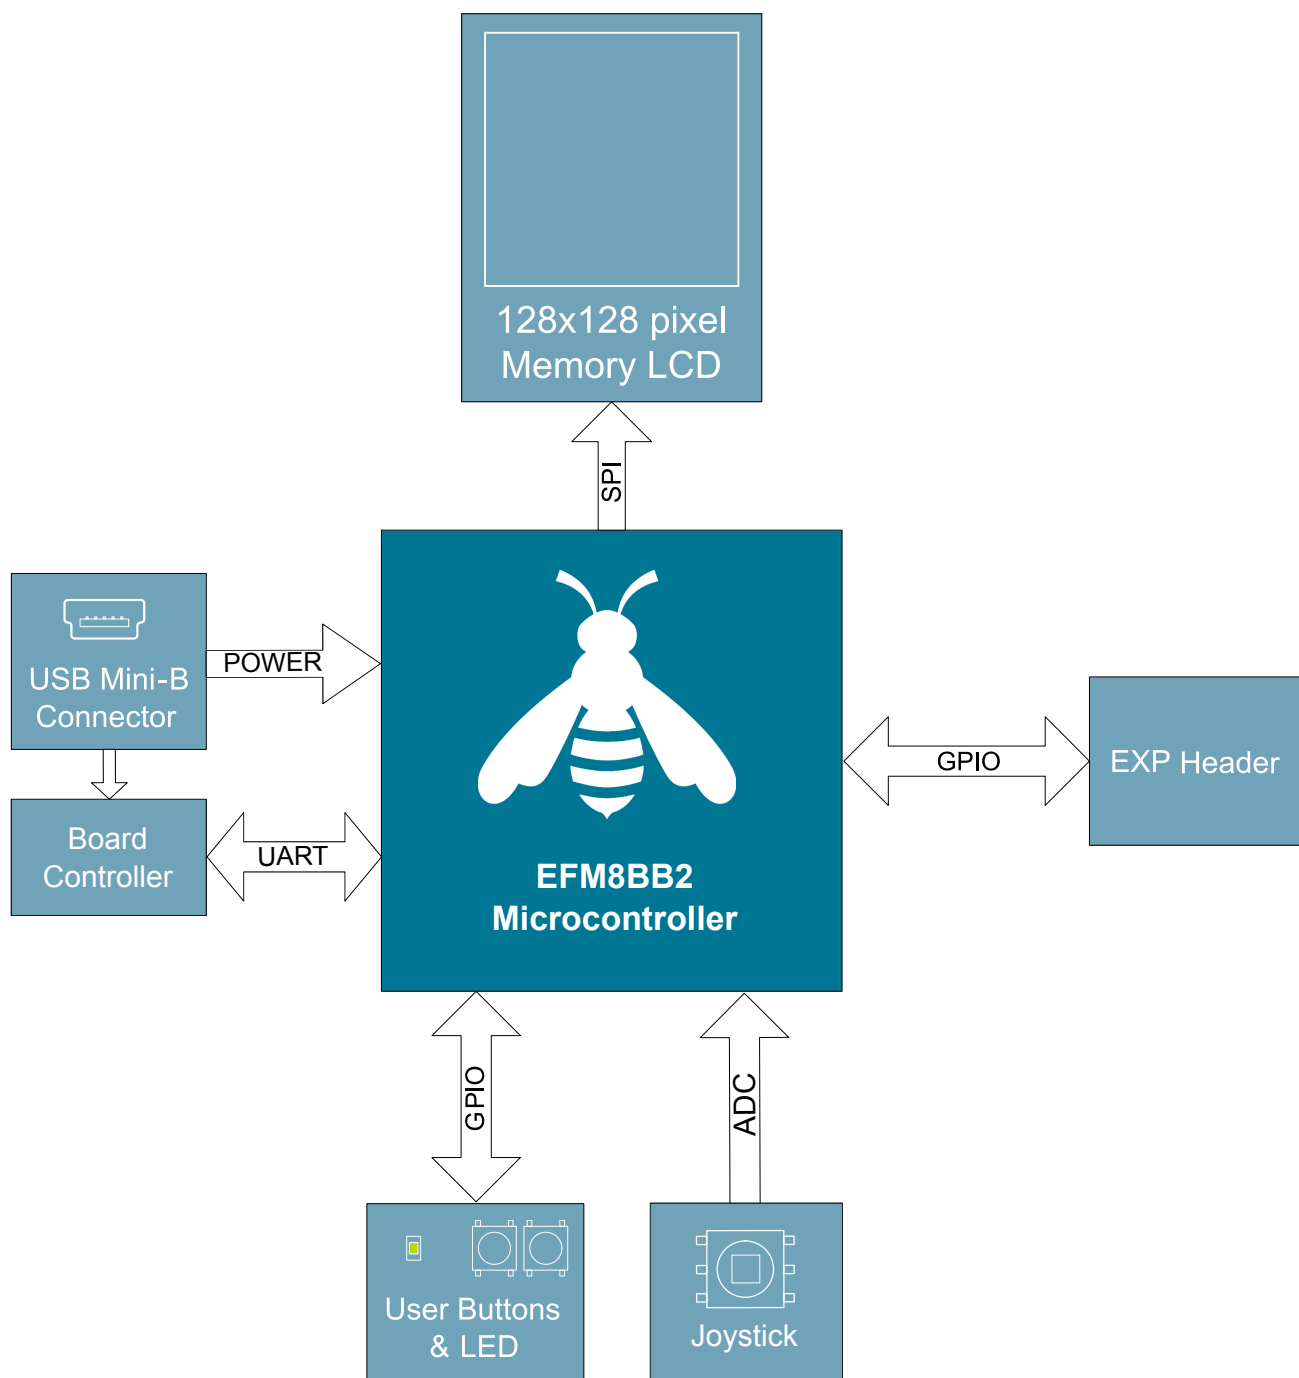 128x128 pixel
Memory LCD
SPI
USB Mini-B
Connector
POWER
Board
Controller
UART
EFM8BB2
Microcontroller
GPIO
EXP Header
GPIO
ADC
User Buttons
& LED
Joystick